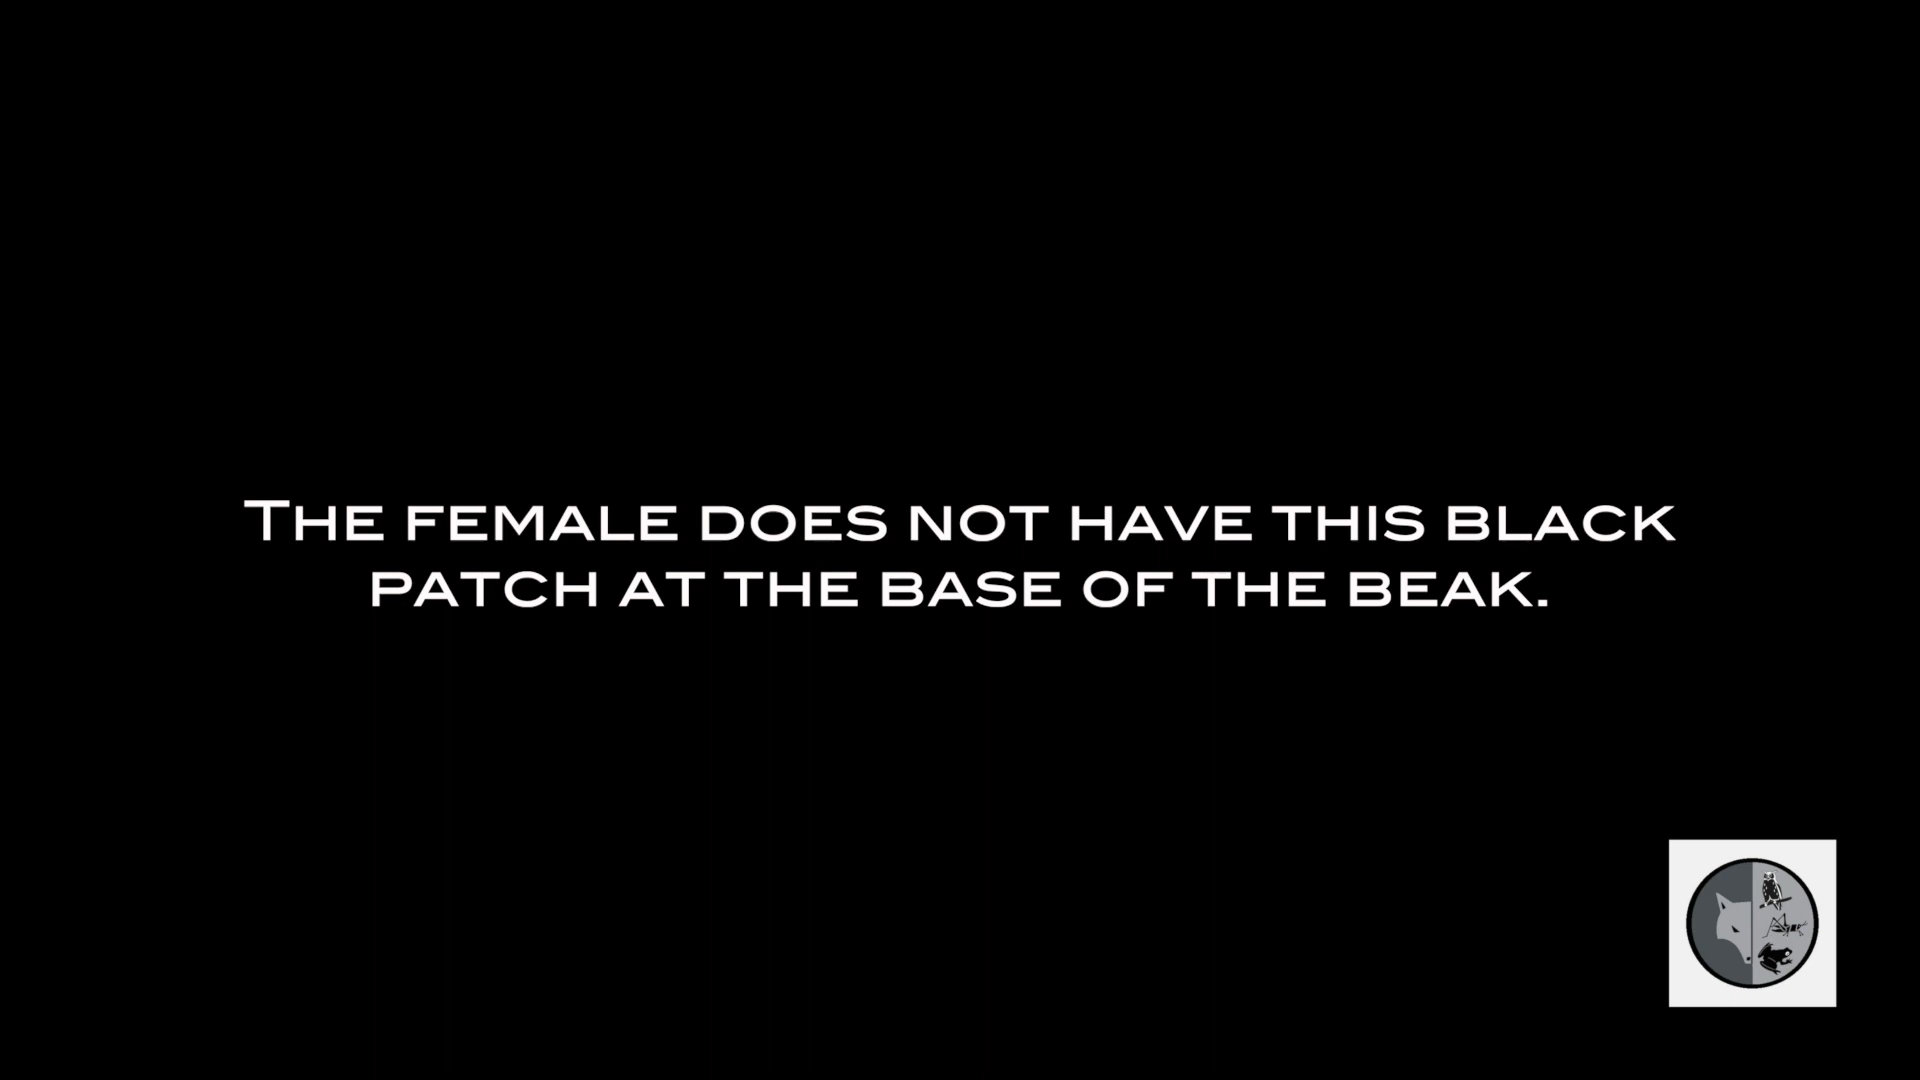 The female does not have this black
patch at the base of the beak.